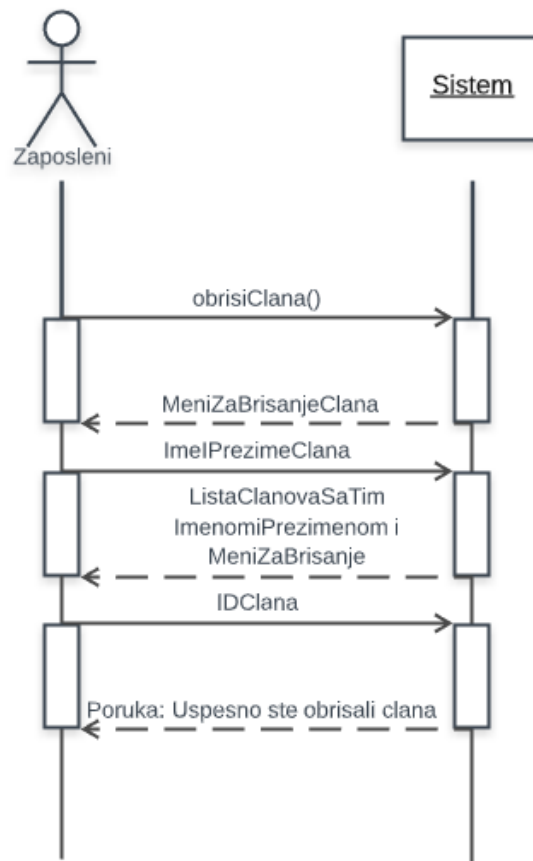 Zaposleni
Sistem
obrisiClana()
MeniZaBrisanjeClana
ImeIPrezimeClana
ListaClanovaSaTim
ImenomiPrezimenom i
MeniZaBrisanje
IDClana
Poruka: Uspesno ste obrisali clana